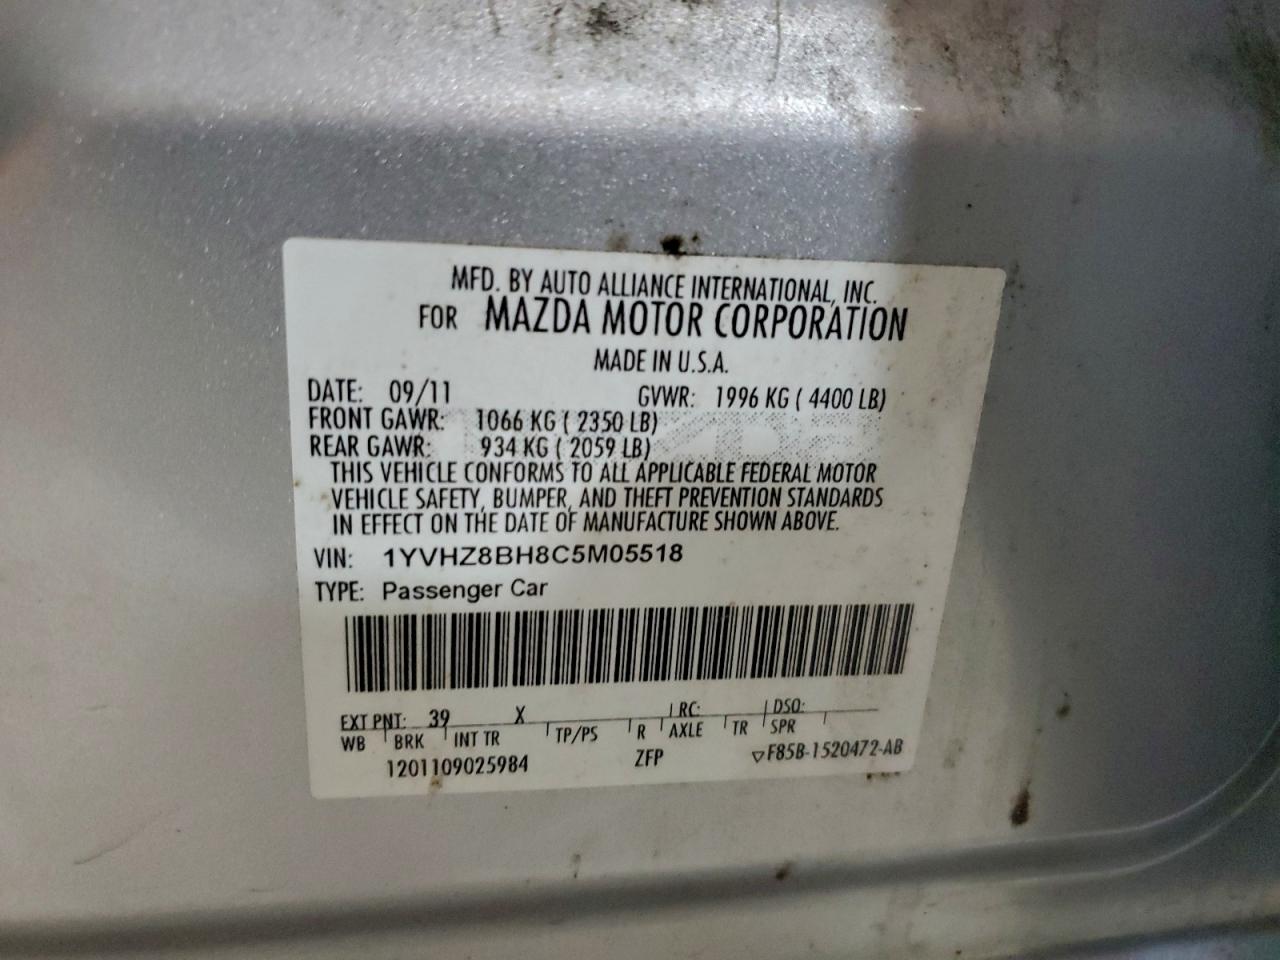 MFD. BY AUTO ALLIANCE INTERNATIONAL, INC.
FOR MAZDA MOTOR CORPORATION
MADE IN U.S.A.
DATE: 09/11 GVWR: 1996 KG ( 4400 LB)
FRONT GAWR: 1066 KG ( 2350 LB)
REAR GAWR: 934 KG ( 2059 LB)
THIS VEHICLE CONFORMS TO ALL APPLICABLE FEDERAL MOTOR
VEHICLE SAFETY, BUMPER, AND THEFT PREVENTION STANDARDS
IN EFFECT ON THE DATE OF MANUFACTURE SHOWN ABOVE.
VIN: 1YVHZ8BH8C5M05518
TYPE: Passenger Car
EXT PNT: 39 X RC: DSO:
WB BRK INT TR TP/PS R AXLE TR SPR
1201109025984 ZFP ▽F85B-1520472-AB